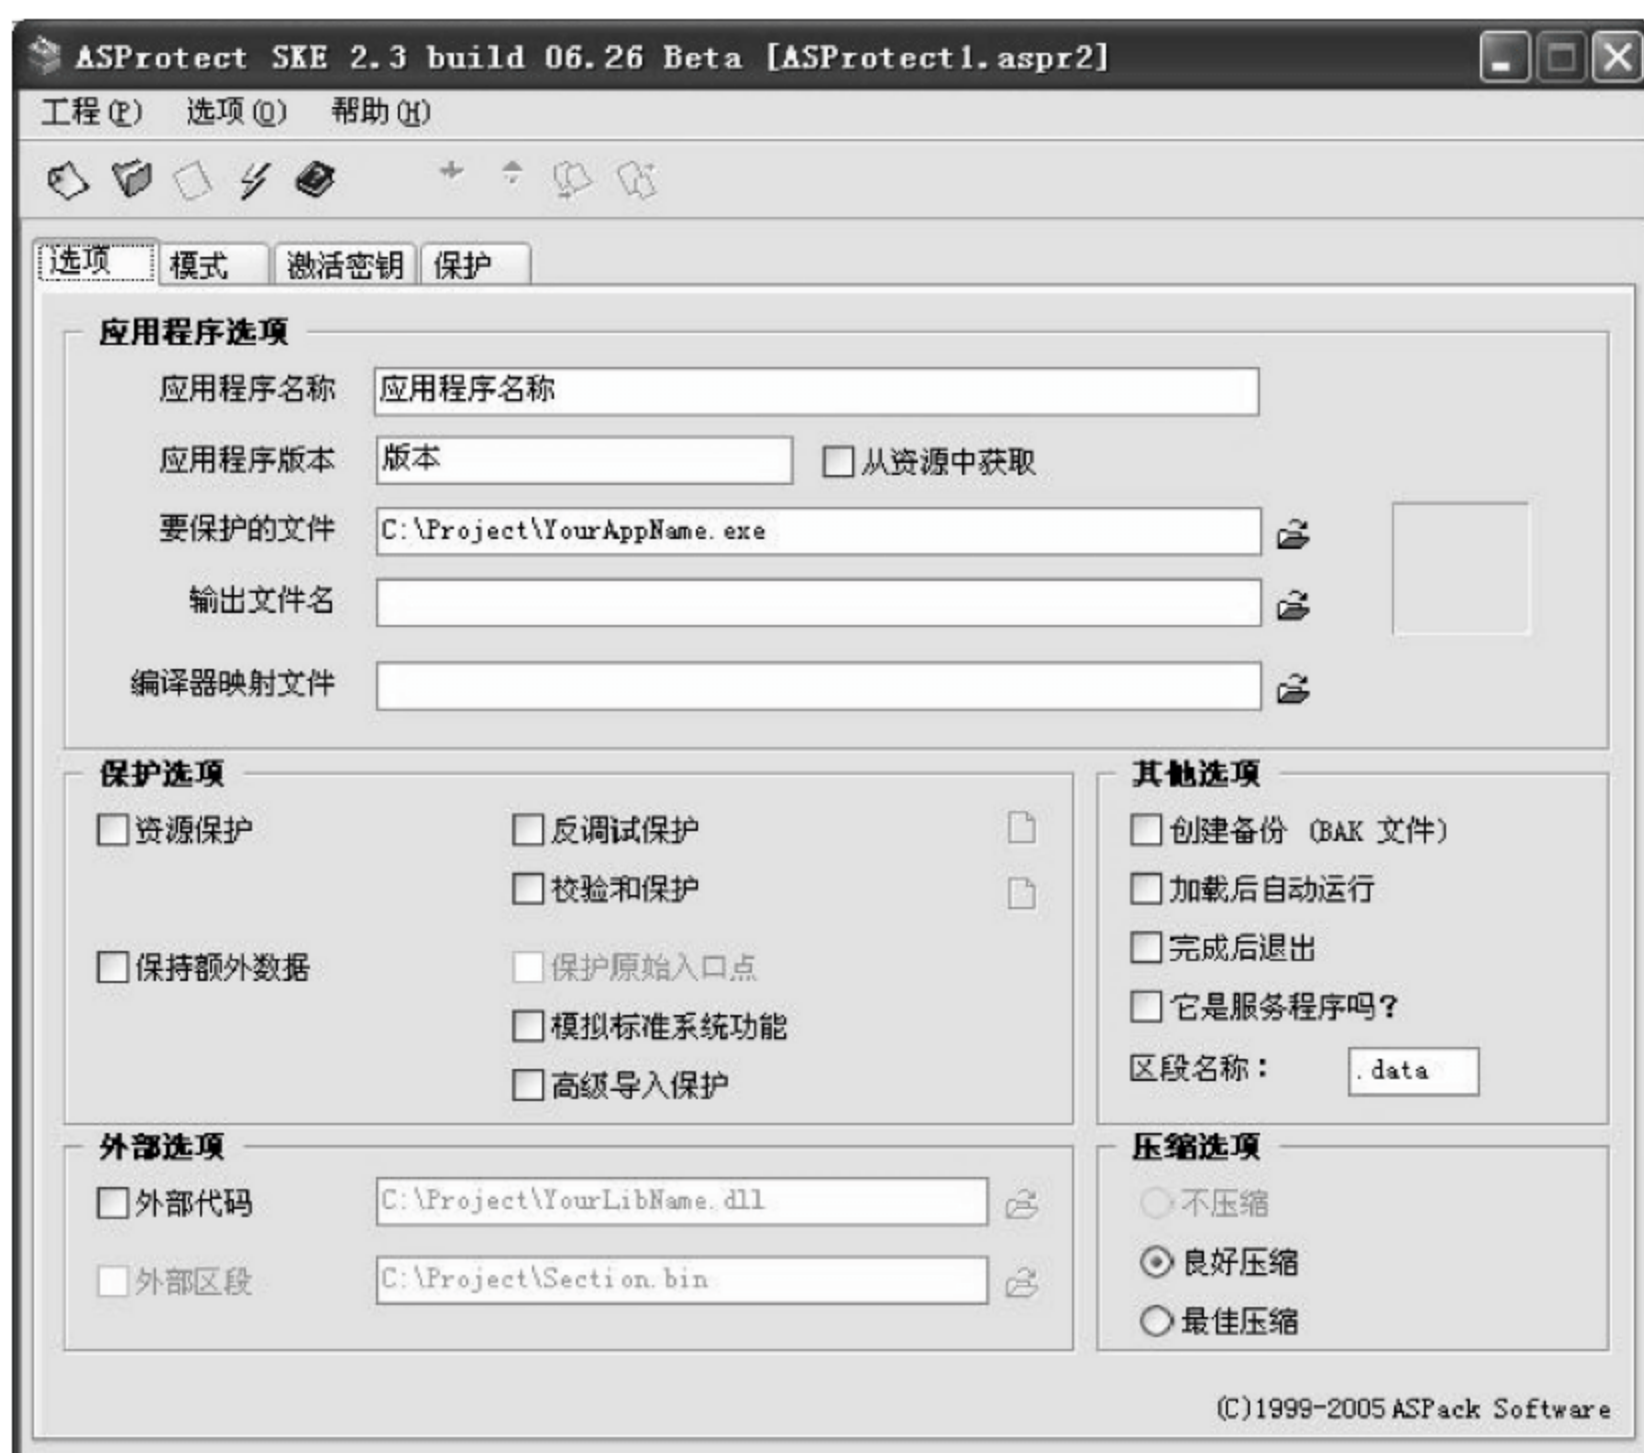 ASProtect SKE 2.3 build 06.26 Beta [ASProtect1.aspr2]
工程(P) 选项(O) 帮助(H)
选项 模式 激活密钥 保护
应用程序选项
应用程序名称 应用程序名称
应用程序版本 版本 从资源中获取
要保护的文件 C:\Project\YourAppName.exe
输出文件名
编译器映射文件
保护选项
资源保护 反调试保护
校验和保护
保持额外数据 保护原始入口点
模拟标准系统功能
高级导入保护
其他选项
创建备份 (BAK 文件)
加载后自动运行
完成后退出
它是服务程序吗?
区段名称: .data
外部选项
外部代码 C:\Project\YourLibName.dll
外部区段 C:\Project\Section.bin
压缩选项
不压缩
良好压缩
最佳压缩
(C)1999-2005 ASPack Software